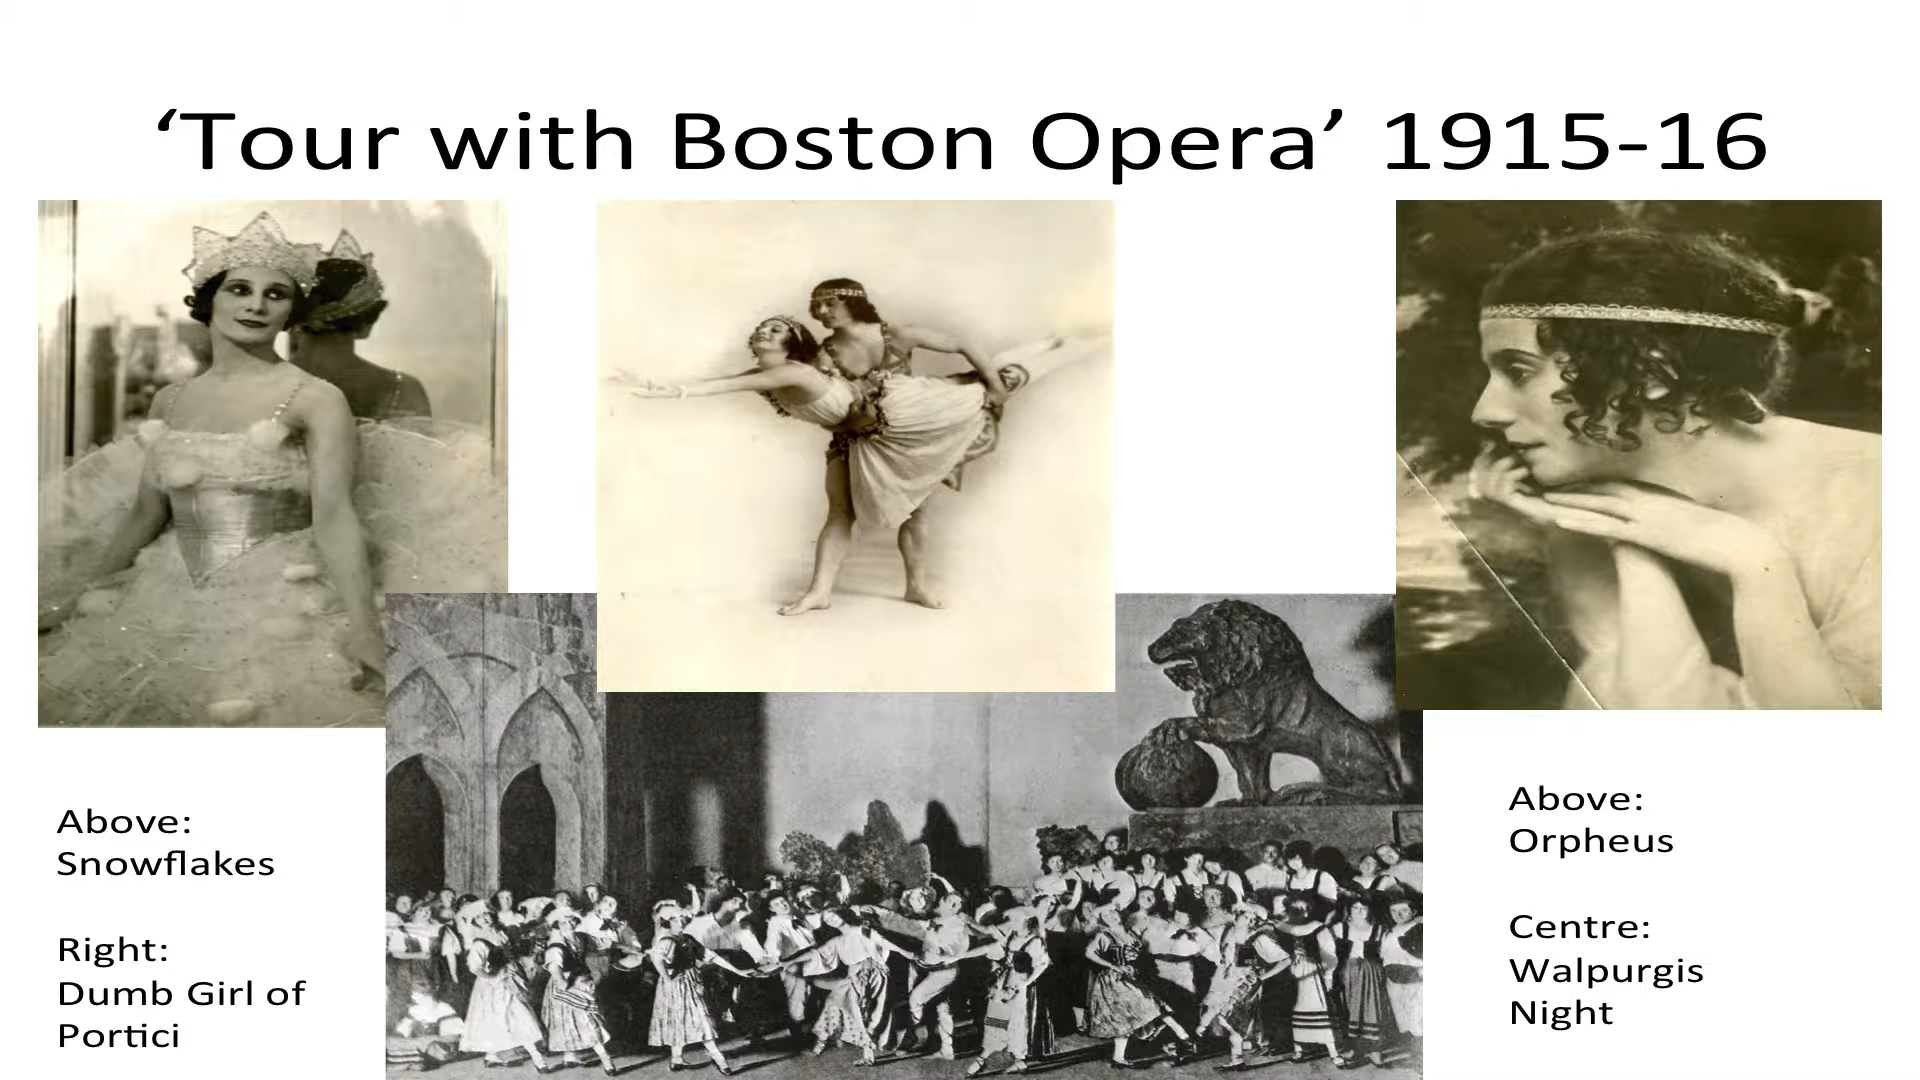 ‘Tour with Boston Opera’ 1915-16
Above:
Snowflakes
Right:
Dumb Girl of
Portici
Above:
Orpheus
Centre:
Walpurgis
Night